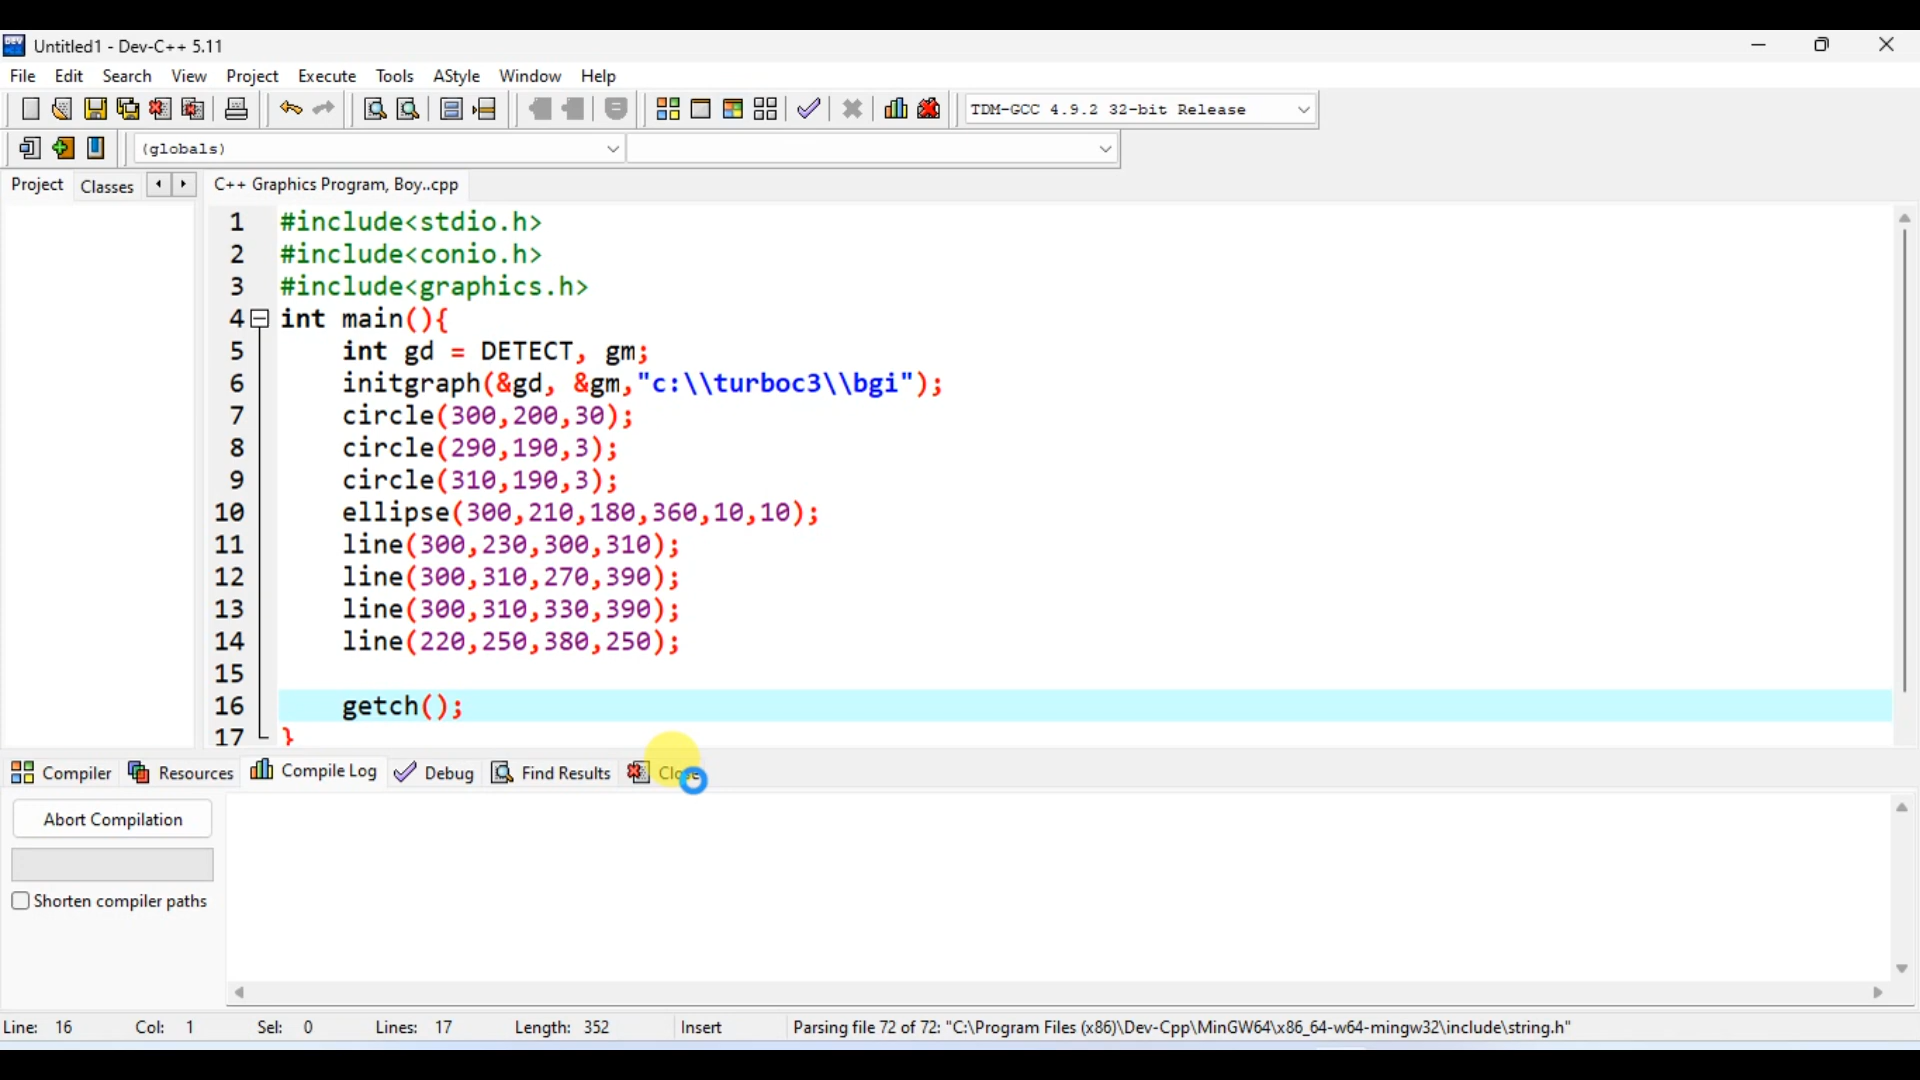 Untitled1 - Dev-C++ 5.11
File Edit Search View Project Execute Tools AStyle Window Help
TDM-GCC 4.9.2 32-bit Release
(globals)
Project Classes C++ Graphics Program, Boy..cpp
1 #include<stdio.h>
2 #include<conio.h>
3 #include<graphics.h>
4 int main(){
5 int gd = DETECT, gm;
6 initgraph(&gd, &gm,"c:\\turboc3\\bgi");
7 circle(300,200,30);
8 circle(290,190,3);
9 circle(310,190,3);
10 ellipse(300,210,180,360,10,10);
11 line(300,230,300,310);
12 line(300,310,270,390);
13 line(300,310,330,390);
14 line(220,250,380,250);
15
16 getch();
17 }
Compiler Resources Compile Log Debug Find Results Close
Abort Compilation
Shorten compiler paths
Line: 16 Col: 1 Sel: 0 Lines: 17 Length: 352 Insert Parsing file 72 of 72: "C:\Program Files (x86)\Dev-Cpp\MinGW64\x86_64-w64-mingw32\include\string.h"